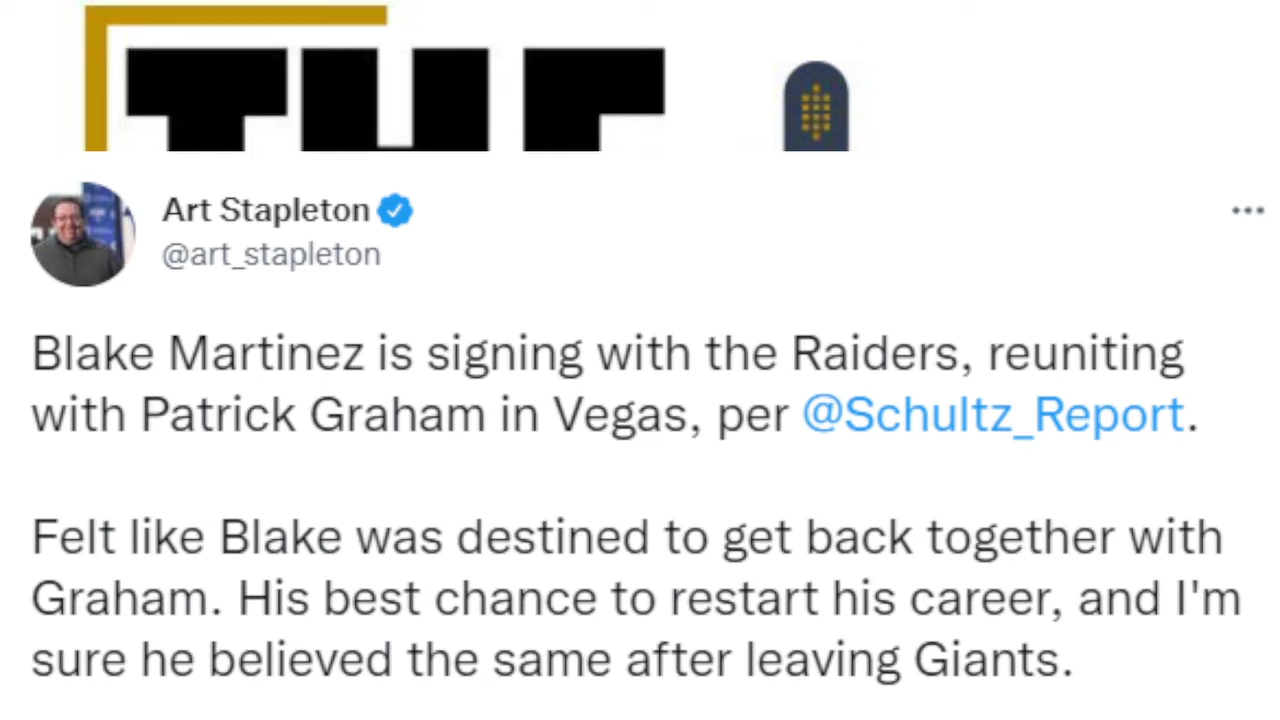 THE
Art Stapleton
@art_stapleton
Blake Martinez is signing with the Raiders, reuniting
with Patrick Graham in Vegas, per @Schultz_Report.
Felt like Blake was destined to get back together with
Graham. His best chance to restart his career, and I'm
sure he believed the same after leaving Giants.